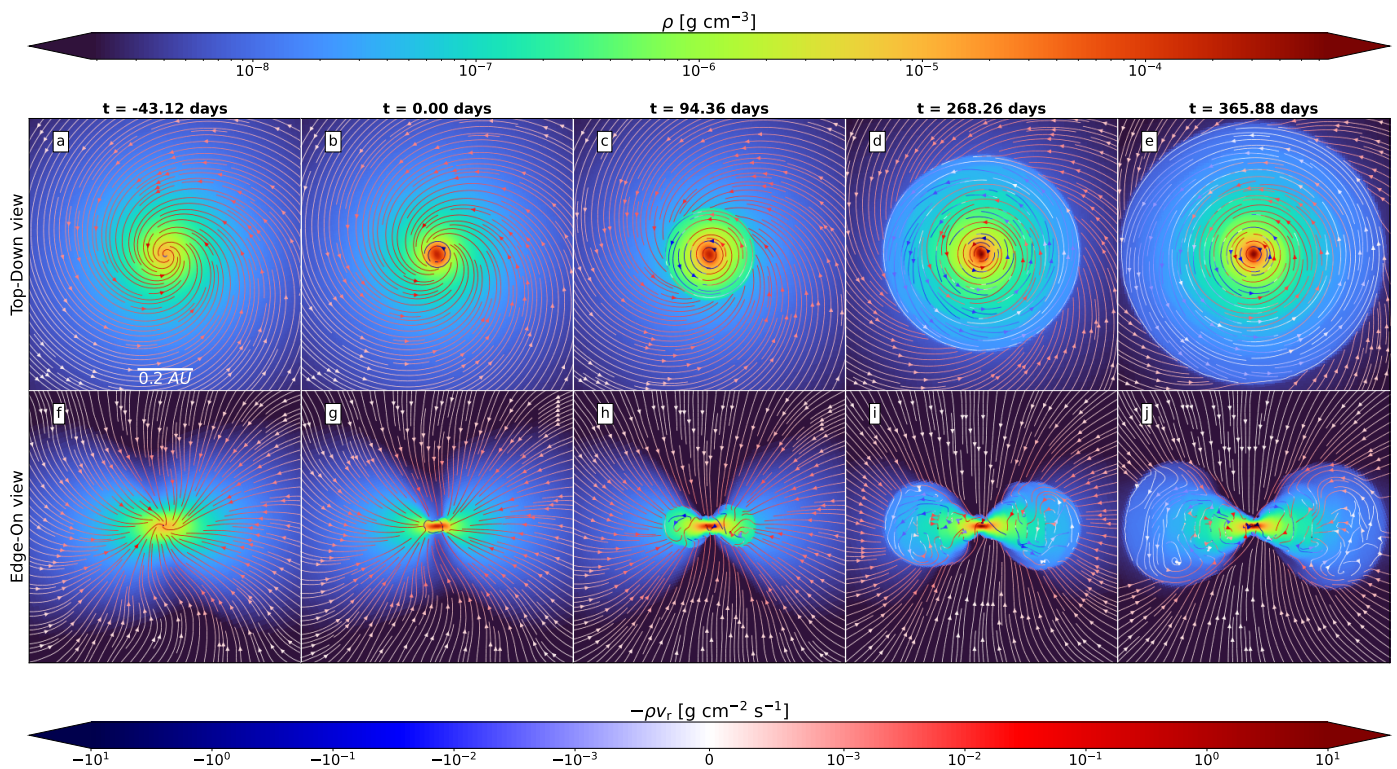 ρ [g cm⁻³]
10⁻⁸ 10⁻⁷ 10⁻⁶ 10⁻⁵ 10⁻⁴
t = -43.12 days t = 0.00 days t = 94.36 days t = 268.26 days t = 365.88 days
Top-Down view
a b c d e
0.2 AU
Edge-On view
f g h i j
−ρvᵣ [g cm⁻² s⁻¹]
−10¹ −10⁰ −10⁻¹ −10⁻² −10⁻³ 0 10⁻³ 10⁻² 10⁻¹ 10⁰ 10¹